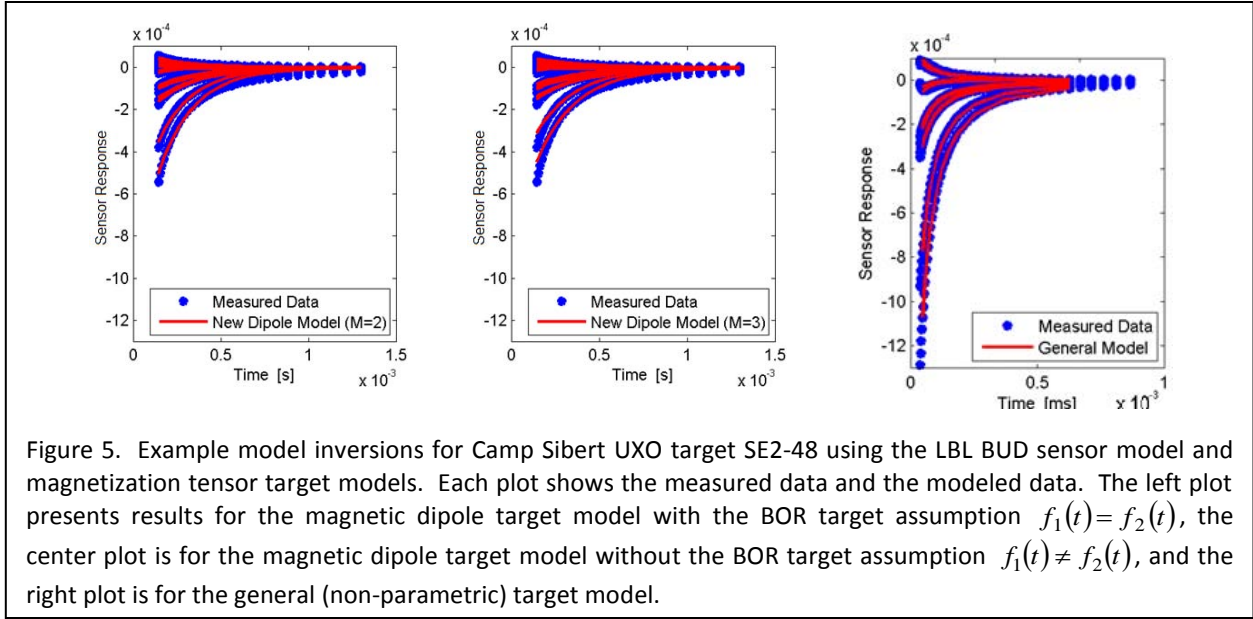 x 10⁻⁴
0
-2
-4
-6
-8
-10
-12
Sensor Response
Measured Data
New Dipole Model (M=2)
0 0.5 1 1.5
Time [s]
x 10⁻³
x 10⁻⁴
0
-2
-4
-6
-8
-10
-12
Sensor Response
Measured Data
New Dipole Model (M=3)
0 0.5 1 1.5
Time [s]
x 10⁻³
x 10⁻⁴
0
-2
-4
-6
-8
-10
-12
Sensor Response
Measured Data
General Model
0 0.5 1
Time [ms]
x 10⁻³
Figure 5. Example model inversions for Camp Sibert UXO target SE2-48 using the LBL BUD sensor model and
magnetization tensor target models. Each plot shows the measured data and the modeled data. The left plot
presents results for the magnetic dipole target model with the BOR target assumption f₁(t) = f₂(t), the
center plot is for the magnetic dipole target model without the BOR target assumption f₁(t) ≠ f₂(t), and the
right plot is for the general (non-parametric) target model.